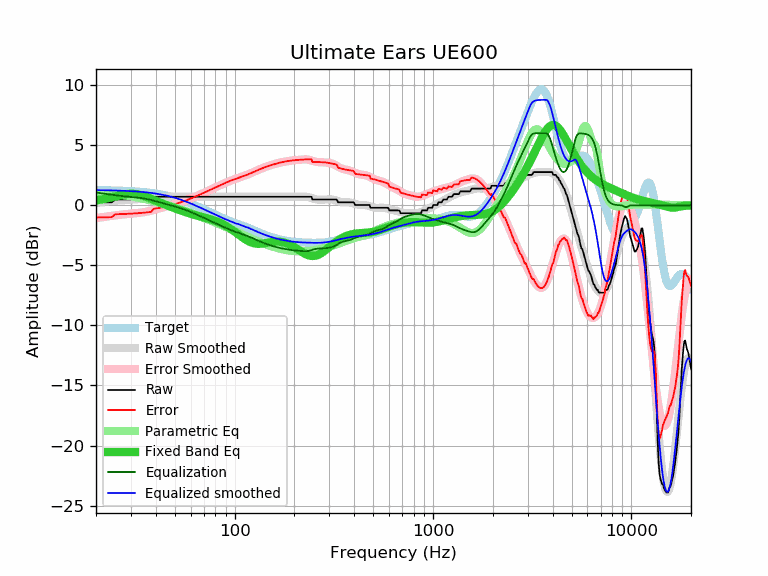 Ultimate Ears UE600
10
5
0
−5
−10
−15
−20
−25
Amplitude (dBr)
Target
Raw Smoothed
Error Smoothed
Raw
Error
Parametric Eq
Fixed Band Eq
Equalization
Equalized smoothed
100 1000 10000
Frequency (Hz)